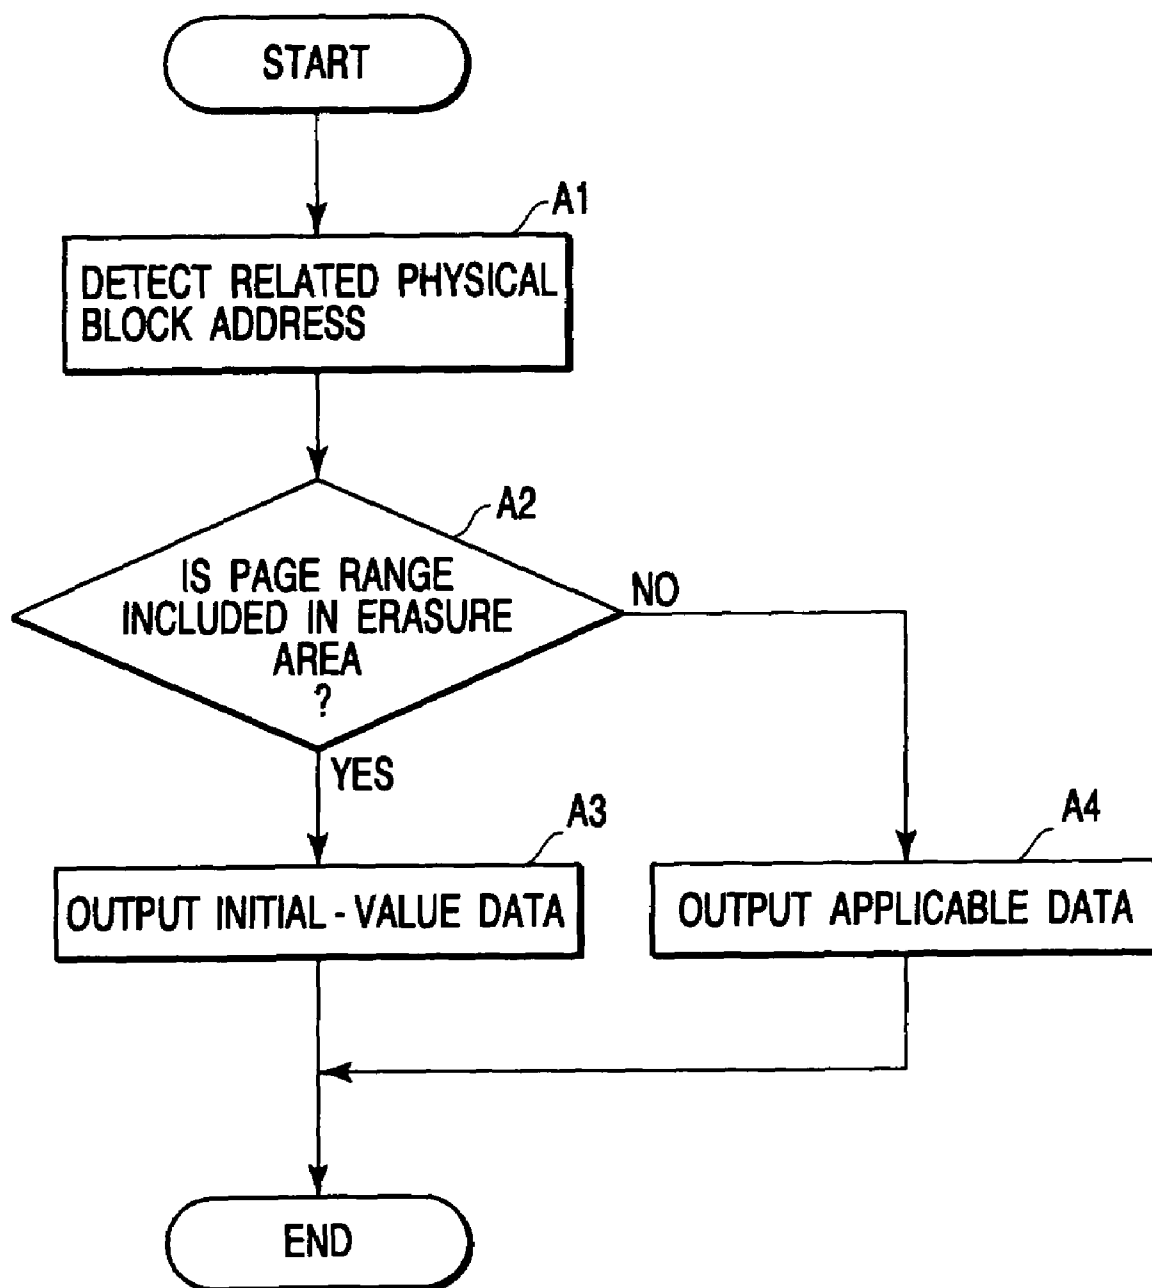 START
A1
DETECT RELATED PHYSICAL
BLOCK ADDRESS
A2
IS PAGE RANGE
INCLUDED IN ERASURE
AREA
?
NO
YES
A3
OUTPUT INITIAL-VALUE DATA
A4
OUTPUT APPLICABLE DATA
END